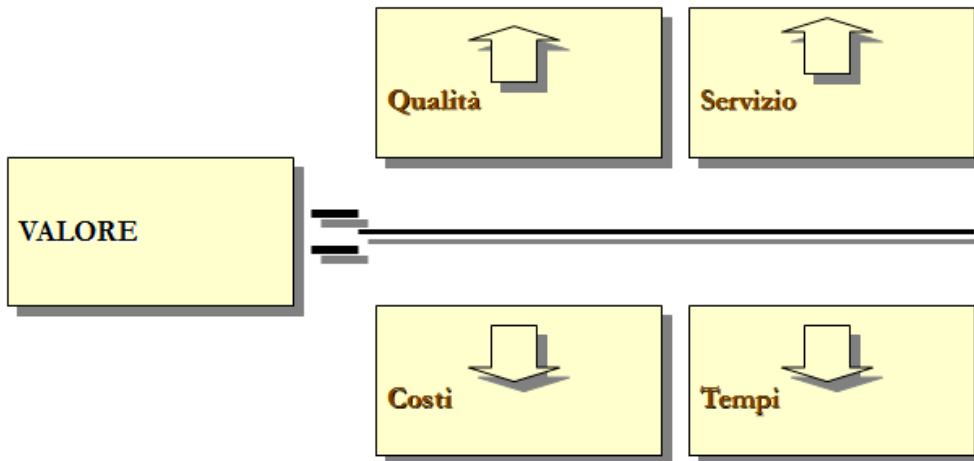 Qualità
Servizio
VALORE
Costi
Tempi